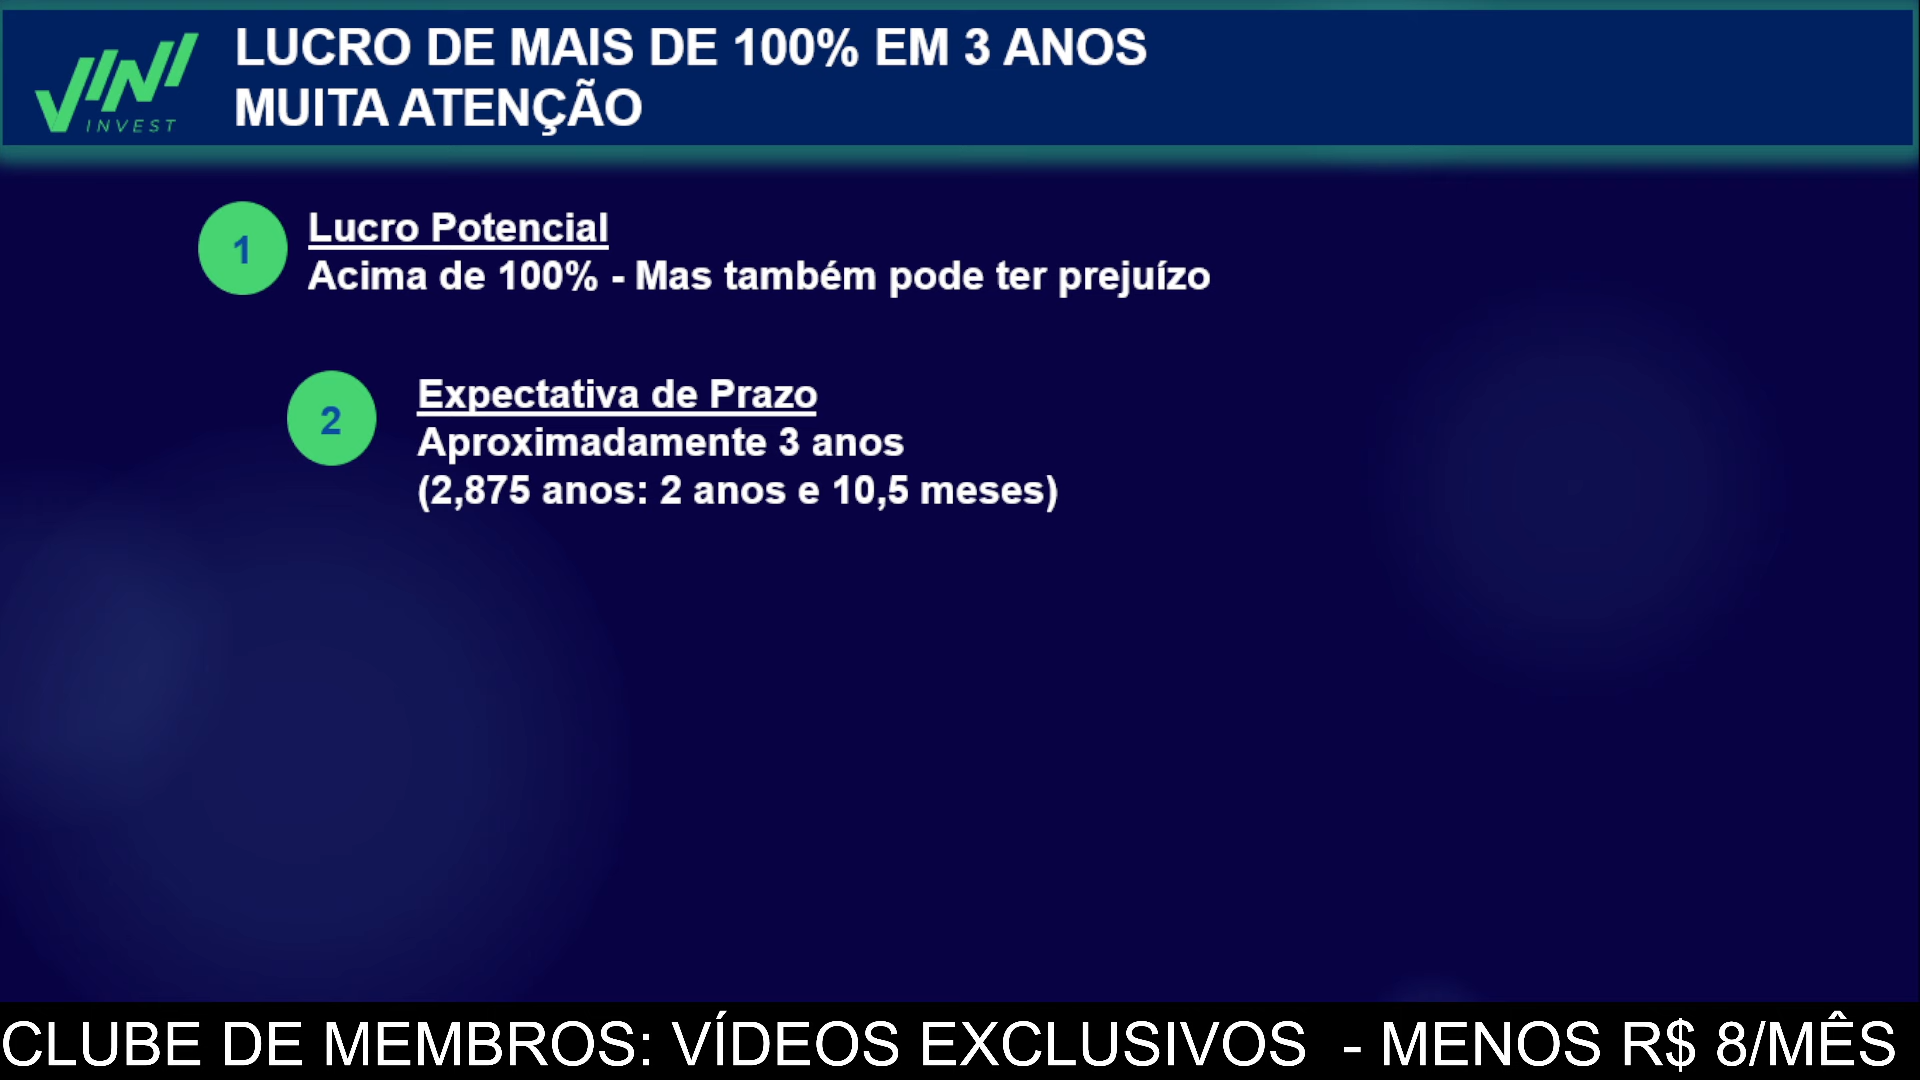 VINI
INVEST
LUCRO DE MAIS DE 100% EM 3 ANOS
MUITA ATENÇÃO
1
Lucro Potencial
Acima de 100% - Mas também pode ter prejuízo
2
Expectativa de Prazo
Aproximadamente 3 anos
(2,875 anos: 2 anos e 10,5 meses)
CLUBE DE MEMBROS: VÍDEOS EXCLUSIVOS - MENOS R$ 8/MÊS